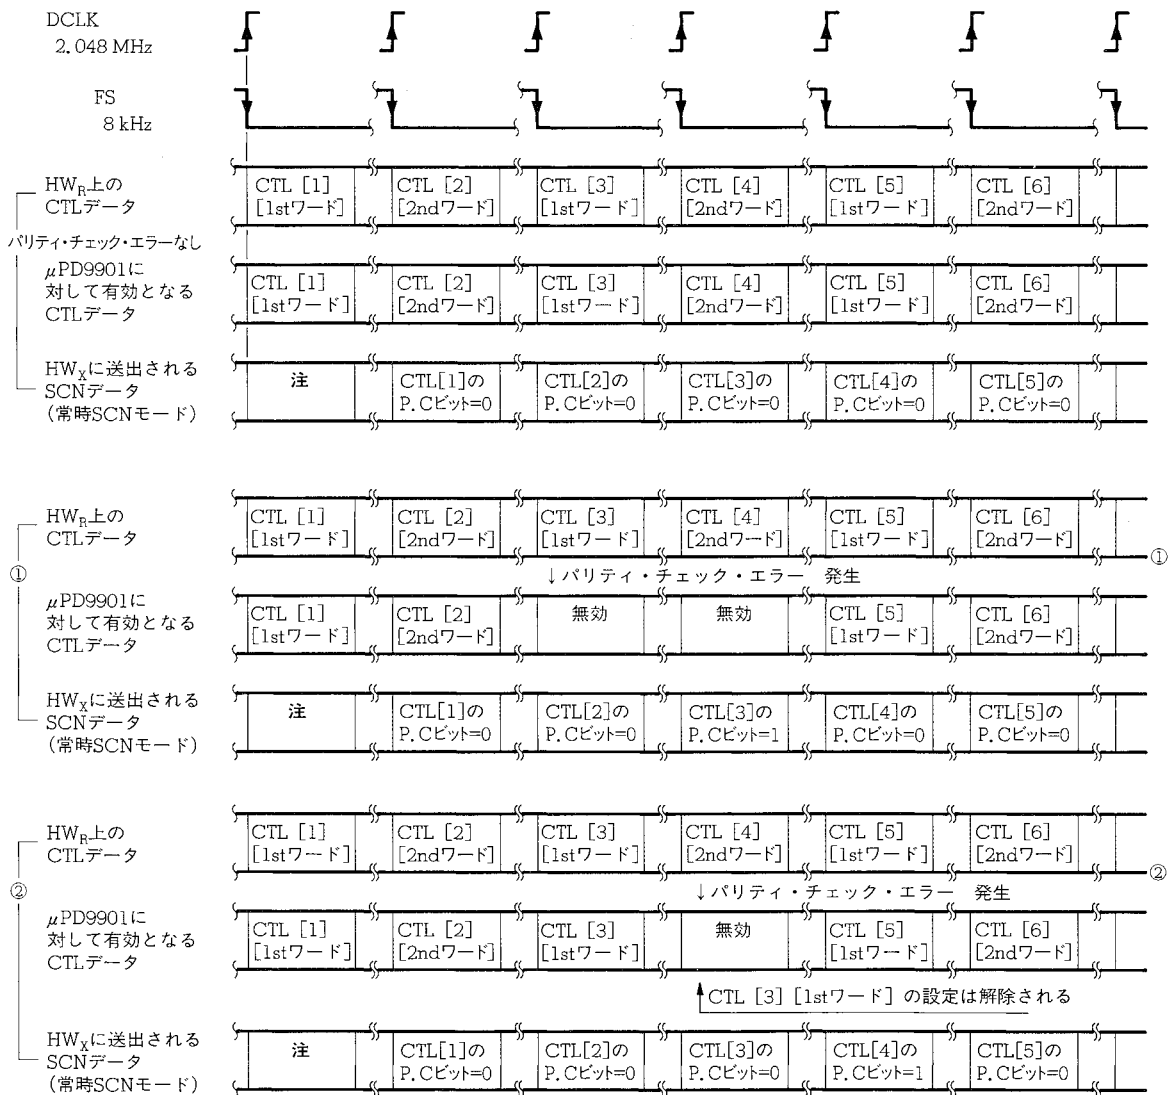 DCLK
2.048 MHz
FS
8 kHz
HWR上の
CTLデータ
CTL [1] CTL [2] CTL [3] CTL [4] CTL [5] CTL [6]
[1stワード] [2ndワード] [1stワード] [2ndワード] [1stワード] [2ndワード]
パリティ・チェック・エラーなし
μPD9901に
対して有効となる
CTLデータ
CTL [1] CTL [2] CTL [3] CTL [4] CTL [5] CTL [6]
[1stワード] [2ndワード] [1stワード] [2ndワード] [1stワード] [2ndワード]
HWXに送出される
SCNデータ
(常時SCNモード)
注 CTL[1]の CTL[2]の CTL[3]の CTL[4]の CTL[5]の
P.Cビット=0 P.Cビット=0 P.Cビット=0 P.Cビット=0 P.Cビット=0
HWR上の
CTLデータ
CTL [1] CTL [2] CTL [3] CTL [4] CTL [5] CTL [6]
[1stワード] [2ndワード] [1stワード] [2ndワード] [1stワード] [2ndワード]
①
↓パリティ・チェック・エラー 発生
①
μPD9901に
対して有効となる
CTLデータ
CTL [1] CTL [2] 無効 無効 CTL [5] CTL [6]
[1stワード] [2ndワード] [1stワード] [2ndワード]
HWXに送出される
SCNデータ
(常時SCNモード)
注 CTL[1]の CTL[2]の CTL[3]の CTL[4]の CTL[5]の
P.Cビット=0 P.Cビット=0 P.Cビット=1 P.Cビット=0 P.Cビット=0
HWR上の
CTLデータ
CTL [1] CTL [2] CTL [3] CTL [4] CTL [5] CTL [6]
[1stワード] [2ndワード] [1stワード] [2ndワード] [1stワード] [2ndワード]
②
↓パリティ・チェック・エラー 発生
②
μPD9901に
対して有効となる
CTLデータ
CTL [1] CTL [2] CTL [3] 無効 CTL [5] CTL [6]
[1stワード] [2ndワード] [1stワード] [1stワード] [2ndワード]
CTL [3] [1stワード] の設定は解除される
HWXに送出される
SCNデータ
(常時SCNモード)
注 CTL[1]の CTL[2]の CTL[3]の CTL[4]の CTL[5]の
P.Cビット=0 P.Cビット=0 P.Cビット=0 P.Cビット=1 P.Cビット=0